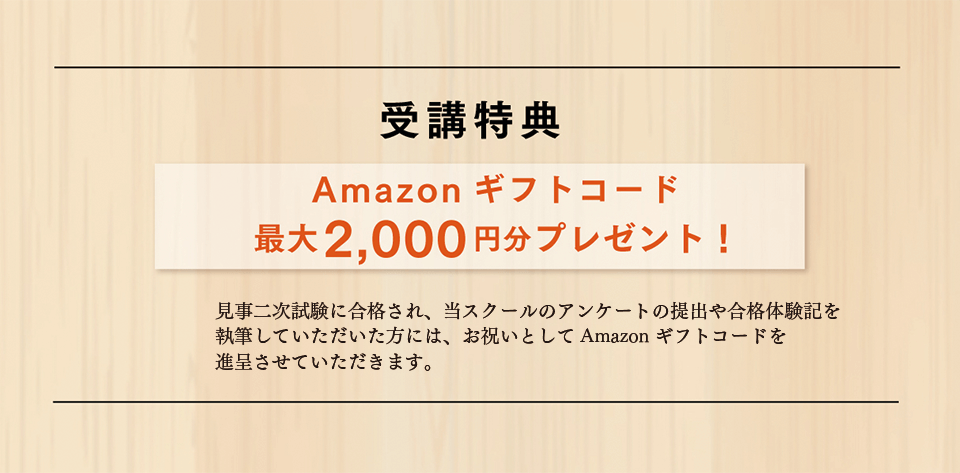 受講特典
Amazon ギフトコード
最大2,000円分プレゼント！
見事二次試験に合格され、当スクールのアンケートの提出や合格体験記を
執筆していただいた方には、お祝いとして Amazon ギフトコードを
進呈させていただきます。